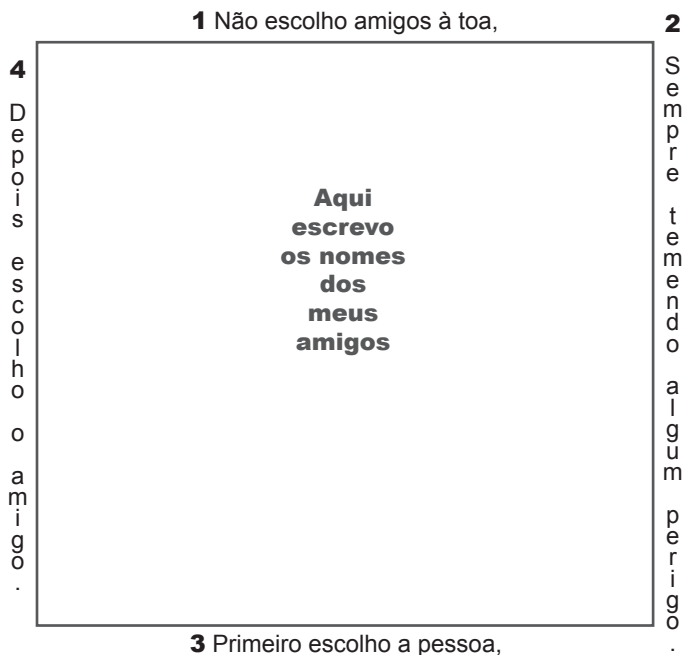 1 Não escolho amigos à toa,
2 Sempre temendo algum perigo.
Aqui
escrevo
os nomes
dos
meus
amigos
3 Primeiro escolho a pessoa,
4 Depois escolho o amigo.